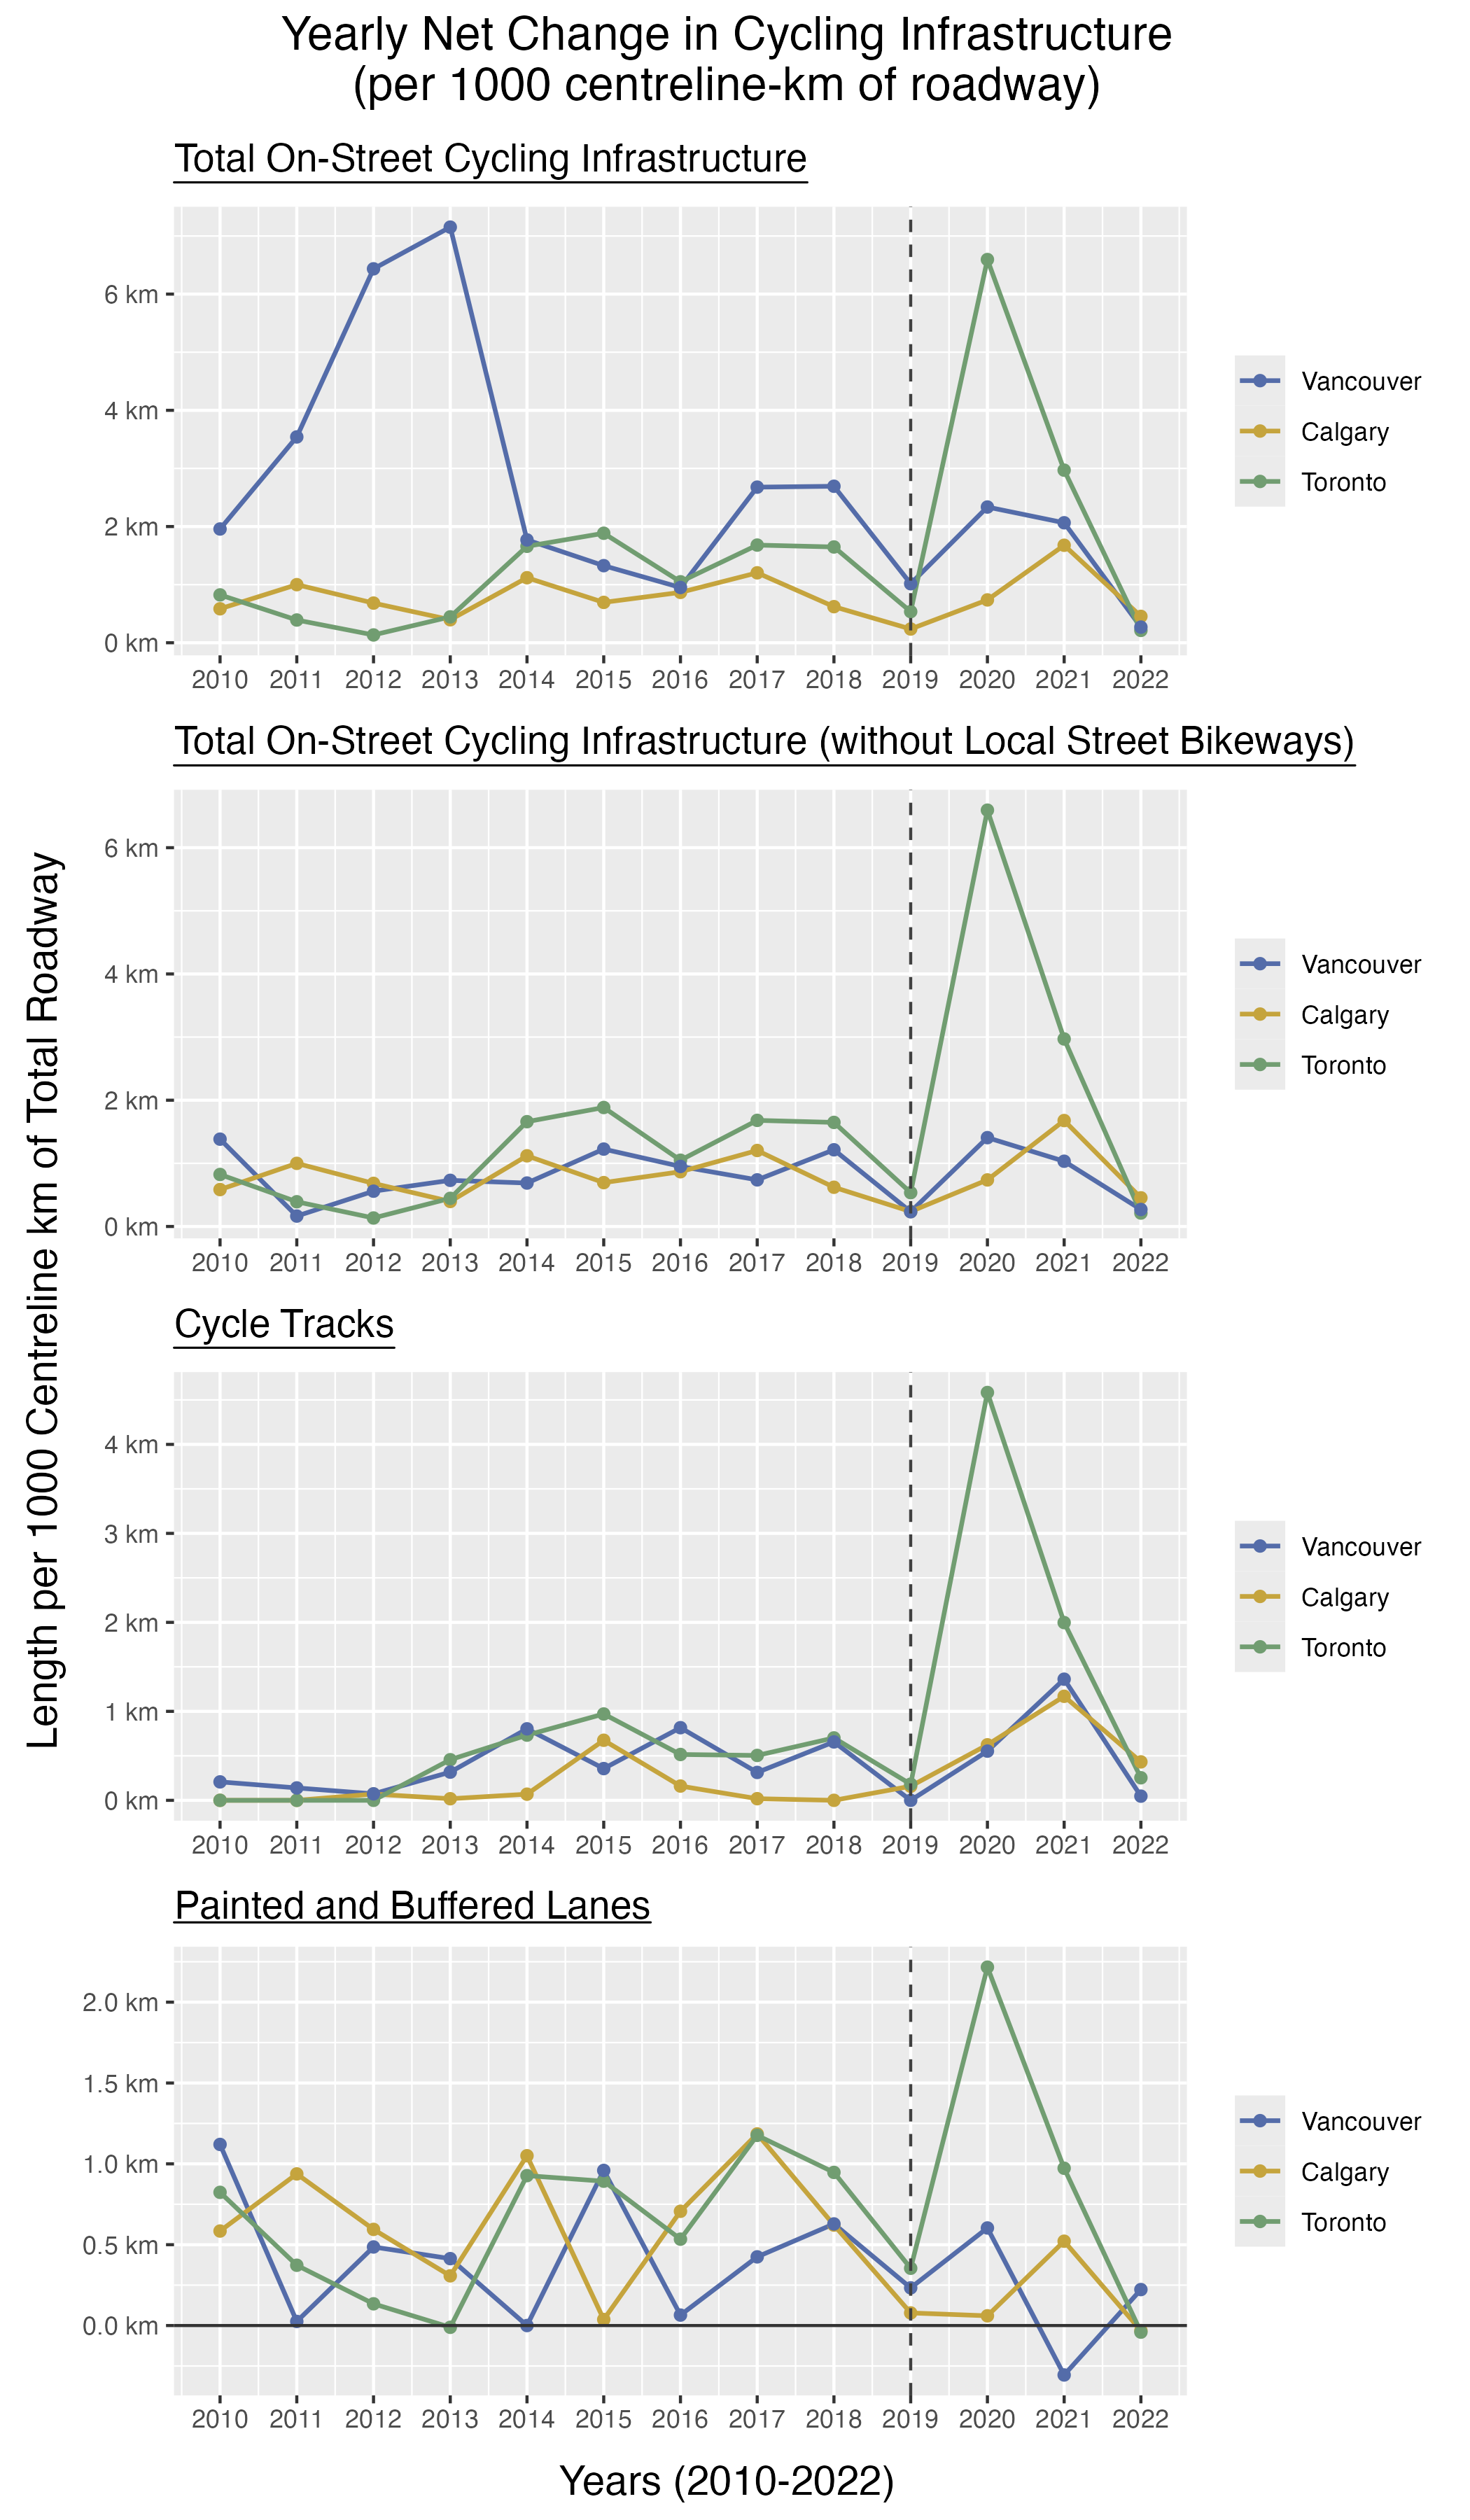 Yearly Net Change in Cycling Infrastructure
(per 1000 centreline-km of roadway)
Length per 1000 Centreline km of Total Roadway
Total On-Street Cycling Infrastructure
6 km
4 km
2 km
0 km
2010 2011 2012 2013 2014 2015 2016 2017 2018 2019 2020 2021 2022
Vancouver
Calgary
Toronto
Total On-Street Cycling Infrastructure (without Local Street Bikeways)
6 km
4 km
2 km
0 km
2010 2011 2012 2013 2014 2015 2016 2017 2018 2019 2020 2021 2022
Vancouver
Calgary
Toronto
Cycle Tracks
4 km
3 km
2 km
1 km
0 km
2010 2011 2012 2013 2014 2015 2016 2017 2018 2019 2020 2021 2022
Vancouver
Calgary
Toronto
Painted and Buffered Lanes
2.0 km
1.5 km
1.0 km
0.5 km
0.0 km
2010 2011 2012 2013 2014 2015 2016 2017 2018 2019 2020 2021 2022
Vancouver
Calgary
Toronto
Years (2010-2022)